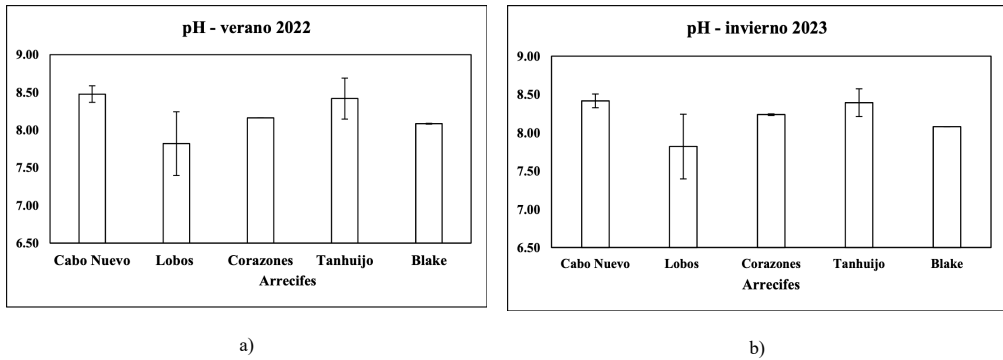 pH - verano 2022
9.00
8.50
8.00
7.50
7.00
6.50
Cabo Nuevo Lobos Corazones Tanhuijo Blake
Arrecifes
a)
pH - invierno 2023
9.00
8.50
8.00
7.50
7.00
6.50
Cabo Nuevo Lobos Corazones Tanhuijo Blake
Arrecifes
b)